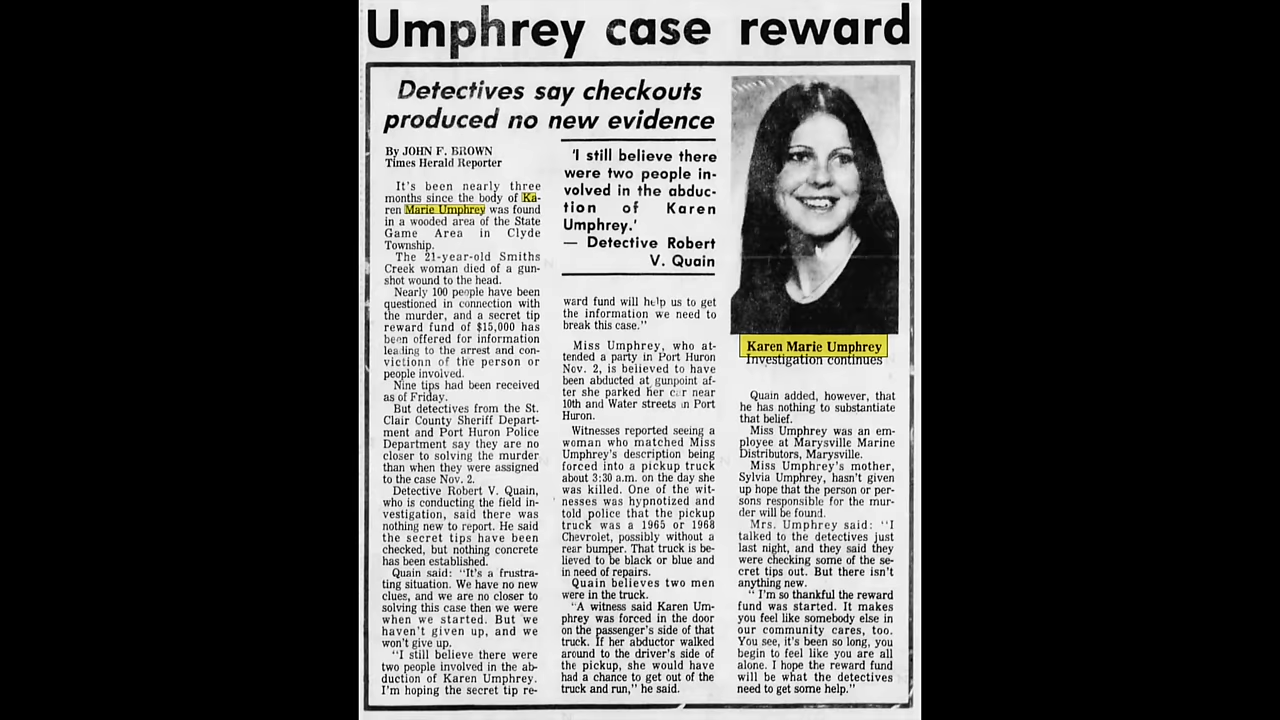 Umphrey case reward
Detectives say checkouts
produced no new evidence
By JOHN F. BROWN
Times Herald Reporter
It's been nearly three
months since the body of Ka-
ren Marie Umphrey was found
in a wooded area of the State
Game Area in Clyde
Township.
The 21-year-old Smiths
Creek woman died of a gun-
shot wound to the head.
Nearly 100 people have been
questioned in connection with
the murder, and a secret tip
reward fund of $15,000 has
been offered for information
leading to the arrest and con-
victionn of the person or
people involved.
Nine tips had been received
as of Friday.
But detectives from the St.
Clair County Sheriff Depart-
ment and Port Huron Police
Department say they are no
closer to solving the murder
than when they were assigned
to the case Nov. 2.
Detective Robert V. Quain,
who is conducting the field in-
vestigation, said there was
nothing new to report. He said
the secret tips have been
checked, but nothing concrete
has been established.
Quain said: "It's a frustra-
ting situation. We have no new
clues, and we are no closer to
solving this case then we were
when we started. But we
haven't given up, and we
won't give up.
"I still believe there were
two people involved in the ab-
duction of Karen Umphrey.
I'm hoping the secret tip re-
'I still believe there
were two people in-
volved in the abduc-
tion of Karen
Umphrey.'
— Detective Robert
V. Quain
ward fund will help us to get
the information we need to
break this case."
Miss Umphrey, who at-
tended a party in Port Huron
Nov. 2, is believed to have
been abducted at gunpoint af-
ter she parked her car near
10th and Water streets in Port
Huron.
Witnesses reported seeing a
woman who matched Miss
Umphrey's description being
forced into a pickup truck
about 3:30 a.m. on the day she
was killed. One of the wit-
nesses was hypnotized and
told police that the pickup
truck was a 1965 or 1968
Chevrolet, possibly without a
rear bumper. That truck is be-
lieved to be black or blue and
in need of repairs.
Quain believes two men
were in the truck.
"A witness said Karen Um-
phrey was forced in the door
on the passenger's side of that
truck. If her abductor walked
around to the driver's side of
the pickup, she would have
had a chance to get out of the
truck and run," he said.
Karen Marie Umphrey
Investigation continues
Quain added, however, that
he has nothing to substantiate
that belief.
Miss Umphrey was an em-
ployee at Marysville Marine
Distributors, Marysville.
Miss Umphrey's mother,
Sylvia Umphrey, hasn't given
up hope that the person or per-
sons responsible for the mur-
der will be found.
Mrs. Umphrey said: "I
talked to the detectives just
last night, and they said they
were checking some of the se-
cret tips out. But there isn't
anything new.
" I'm so thankful the reward
fund was started. It makes
you feel like somebody else in
our community cares, too.
You see, it's been so long, you
begin to feel like you are all
alone. I hope the reward fund
will be what the detectives
need to get some help."